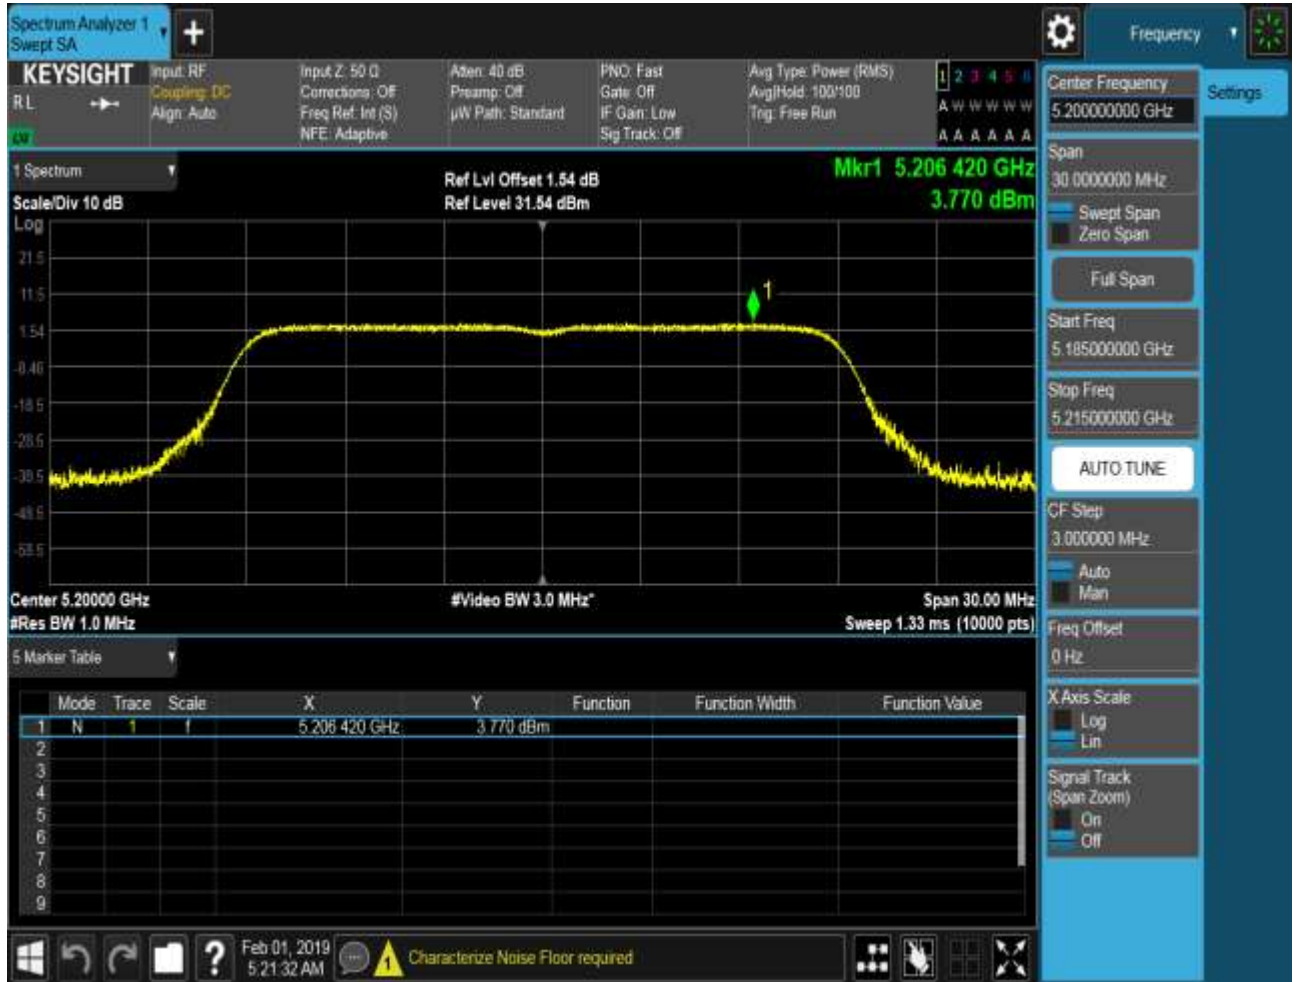 Spectrum Analyzer 1
Swept SA
Frequency
KEYSIGHT
R L
Input: RF
Coupling: DC
Align: Auto
Input Z: 50 Ω
Corrections: Off
Freq Ref: Int (S)
NFE: Adaptive
Atten: 40 dB
Preamp: Off
µW Path: Standard
PNO: Fast
Gate: Off
IF Gain: Low
Sig Track: Off
Avg Type: Power (RMS)
Avg|Hold: 100/100
Trig: Free Run
1 2 3 4 5 6
A W W W W W
A A A A A A
1 Spectrum
Scale/Div 10 dB
Ref Lvl Offset 1.54 dB
Ref Level 31.54 dBm
Mkr1 5.206 420 GHz
3.770 dBm
Log
21.5
11.5
1.54
-8.46
-18.5
-28.5
-38.5
-48.5
-58.5
1
Center 5.20000 GHz
#Res BW 1.0 MHz
#Video BW 3.0 MHz*
Span 30.00 MHz
Sweep 1.33 ms (10000 pts)
5 Marker Table
Mode Trace Scale X Y Function Function Width Function Value
1 N 1 f 5.206 420 GHz 3.770 dBm
2
3
4
5
6
7
8
9
Center Frequency
5.200000000 GHz
Settings
Span
30.0000000 MHz
Swept Span
Zero Span
Full Span
Start Freq
5.185000000 GHz
Stop Freq
5.215000000 GHz
AUTO TUNE
CF Step
3.000000 MHz
Auto
Man
Freq Offset
0 Hz
X Axis Scale
Log
Lin
Signal Track
(Span Zoom)
On
Off
?
Feb 01, 2019
5:21:32 AM
1
Characterize Noise Floor required